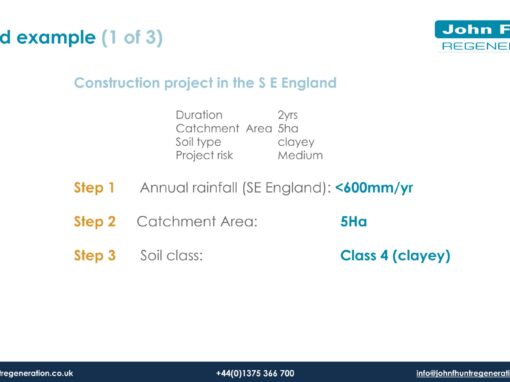 d example (1 of 3)
John F
REGENE
Construction project in the S E England
Duration 2yrs
Catchment Area 5ha
Soil type clayey
Project risk Medium
Step 1 Annual rainfall (SE England): <600mm/yr
Step 2 Catchment Area: 5Ha
Step 3 Soil class: Class 4 (clayey)
regeneration.co.uk +44(0)1375 366 700 info@johnfhuntregenerati